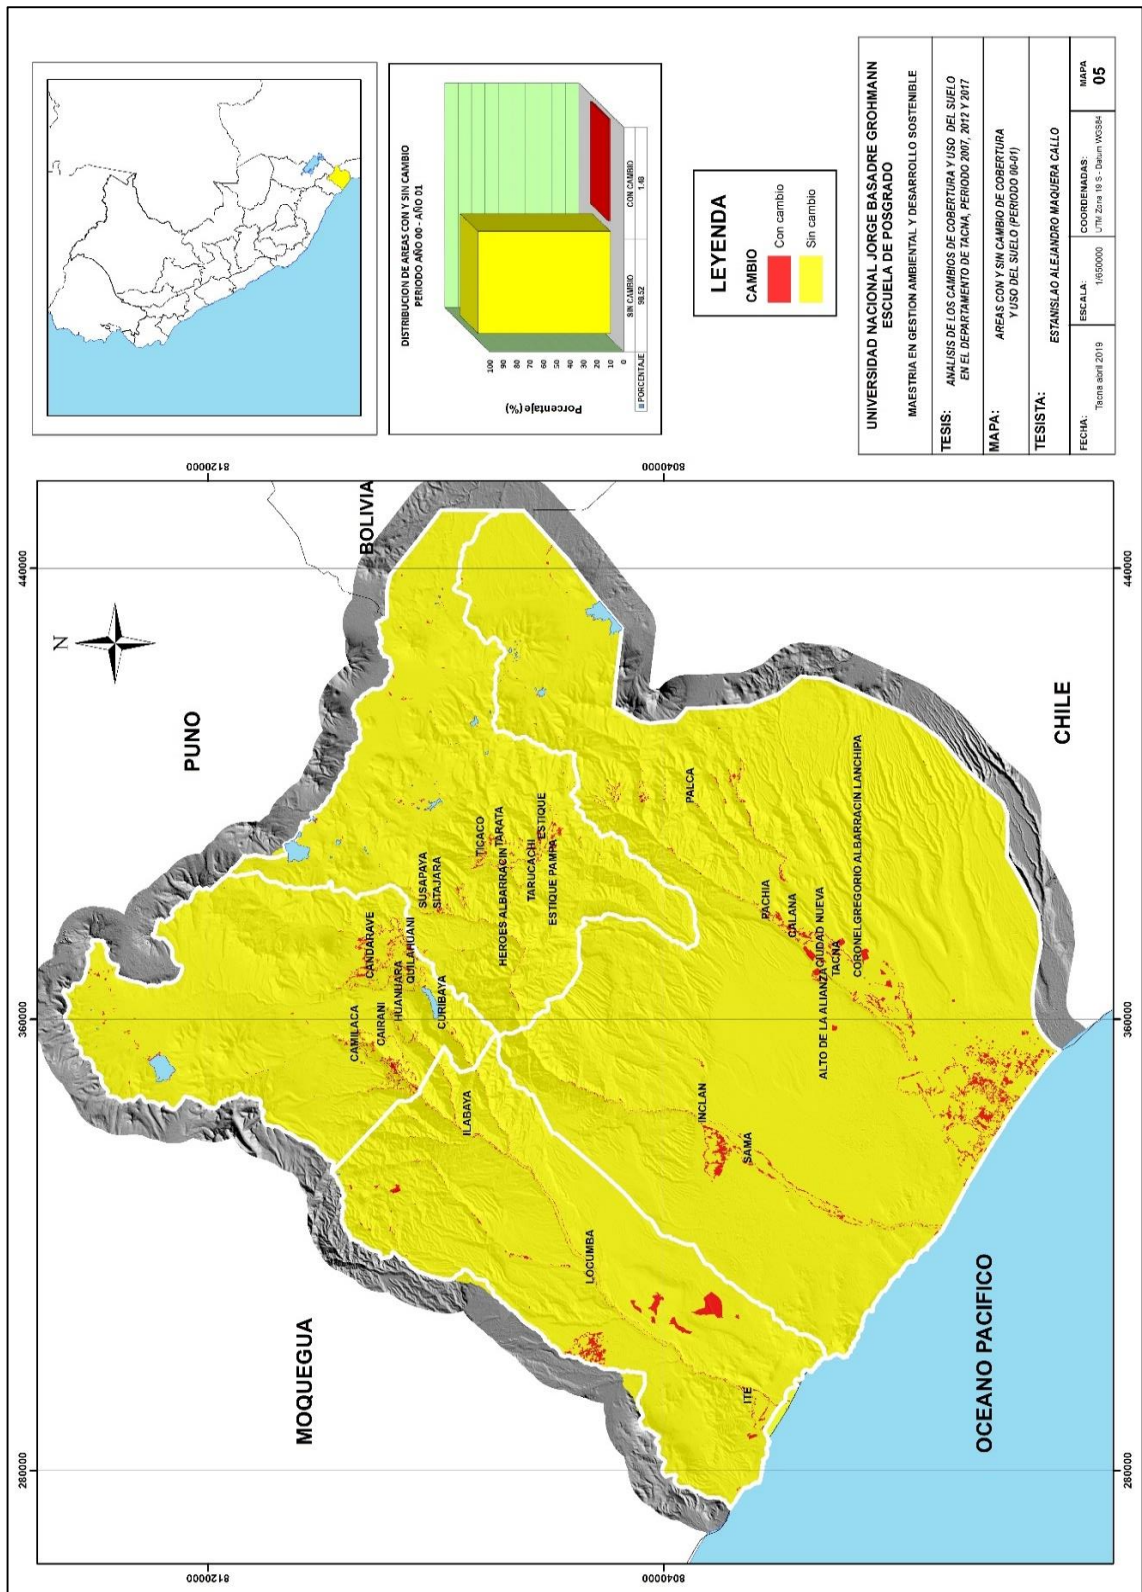 280000
360000
440000
8120000
8120000
8040000
8040000
N
PUNO
BOLIVIA
MOQUEGUA
CHILE
OCEANO PACIFICO
CANDARAVE
CAMILACA
CAIRANI
HUANUARA
QUILAHUANI
CURIBAYA
SUSAPAYA
SITAJARA
TICACO
HEROES ALBARRACIN
TARATA
TARUCACHI
ESTIQUE
ESTIQUE PAMPA
ILABAYA
LOCUMBA
ITE
INCLAN
SAMA
PALCA
PACHIA
CALANA
ALTO DE LA ALIANZA
CIUDAD NUEVA
TACNA
CORONELGREGORIO ALBARRACIN LANCHIPA
280000
360000
440000
DISTRIBUCION DE AREAS CON Y SIN CAMBIO
PERIODO AÑO 00 - AÑO 01
Porcentaje (%)
100
90
80
70
60
50
40
30
20
10
0
SIN CAMBIO
CON CAMBIO
PORCENTAJE
98.52
1.48
LEYENDA
CAMBIO
Con cambio
Sin cambio
UNIVERSIDAD NACIONAL JORGE BASADRE GROHMANN
ESCUELA DE POSGRADO
MAESTRIA EN GESTION AMBIENTAL Y DESARROLLO SOSTENIBLE
TESIS: ANALISIS DE LOS CAMBIOS DE COBERTURA Y USO DEL SUELO
EN EL DEPARTAMENTO DE TACNA, PERIODO 2007, 2012 Y 2017
MAPA: AREAS CON Y SIN CAMBIO DE COBERTURA
Y USO DEL SUELO (PERIODO 00-01)
TESISTA: ESTANISLAO ALEJANDRO MAQUERA CALLO
FECHA: Tacna abril 2019
ESCALA: 1/650000
COORDENADAS: UTM Zona 19 S - Datum WGS84
MAPA
05